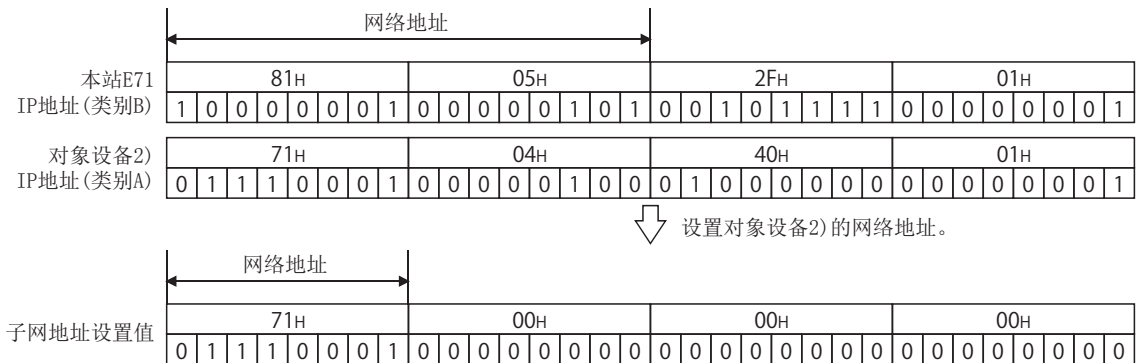 网络地址
本站E71
IP地址(类别B)
81H 05H 2FH 01H
1 0 0 0 0 0 0 1 0 0 0 0 0 1 0 1 0 0 1 0 1 1 1 1 0 0 0 0 0 0 0 1
对象设备2)
IP地址(类别A)
71H 04H 40H 01H
0 1 1 1 0 0 0 1 0 0 0 0 0 1 0 0 0 1 0 0 0 0 0 0 0 0 0 0 0 0 0 1
设置对象设备2)的网络地址。
网络地址
子网地址设置值
71H 00H 00H 00H
0 1 1 1 0 0 0 1 0 0 0 0 0 0 0 0 0 0 0 0 0 0 0 0 0 0 0 0 0 0 0 0